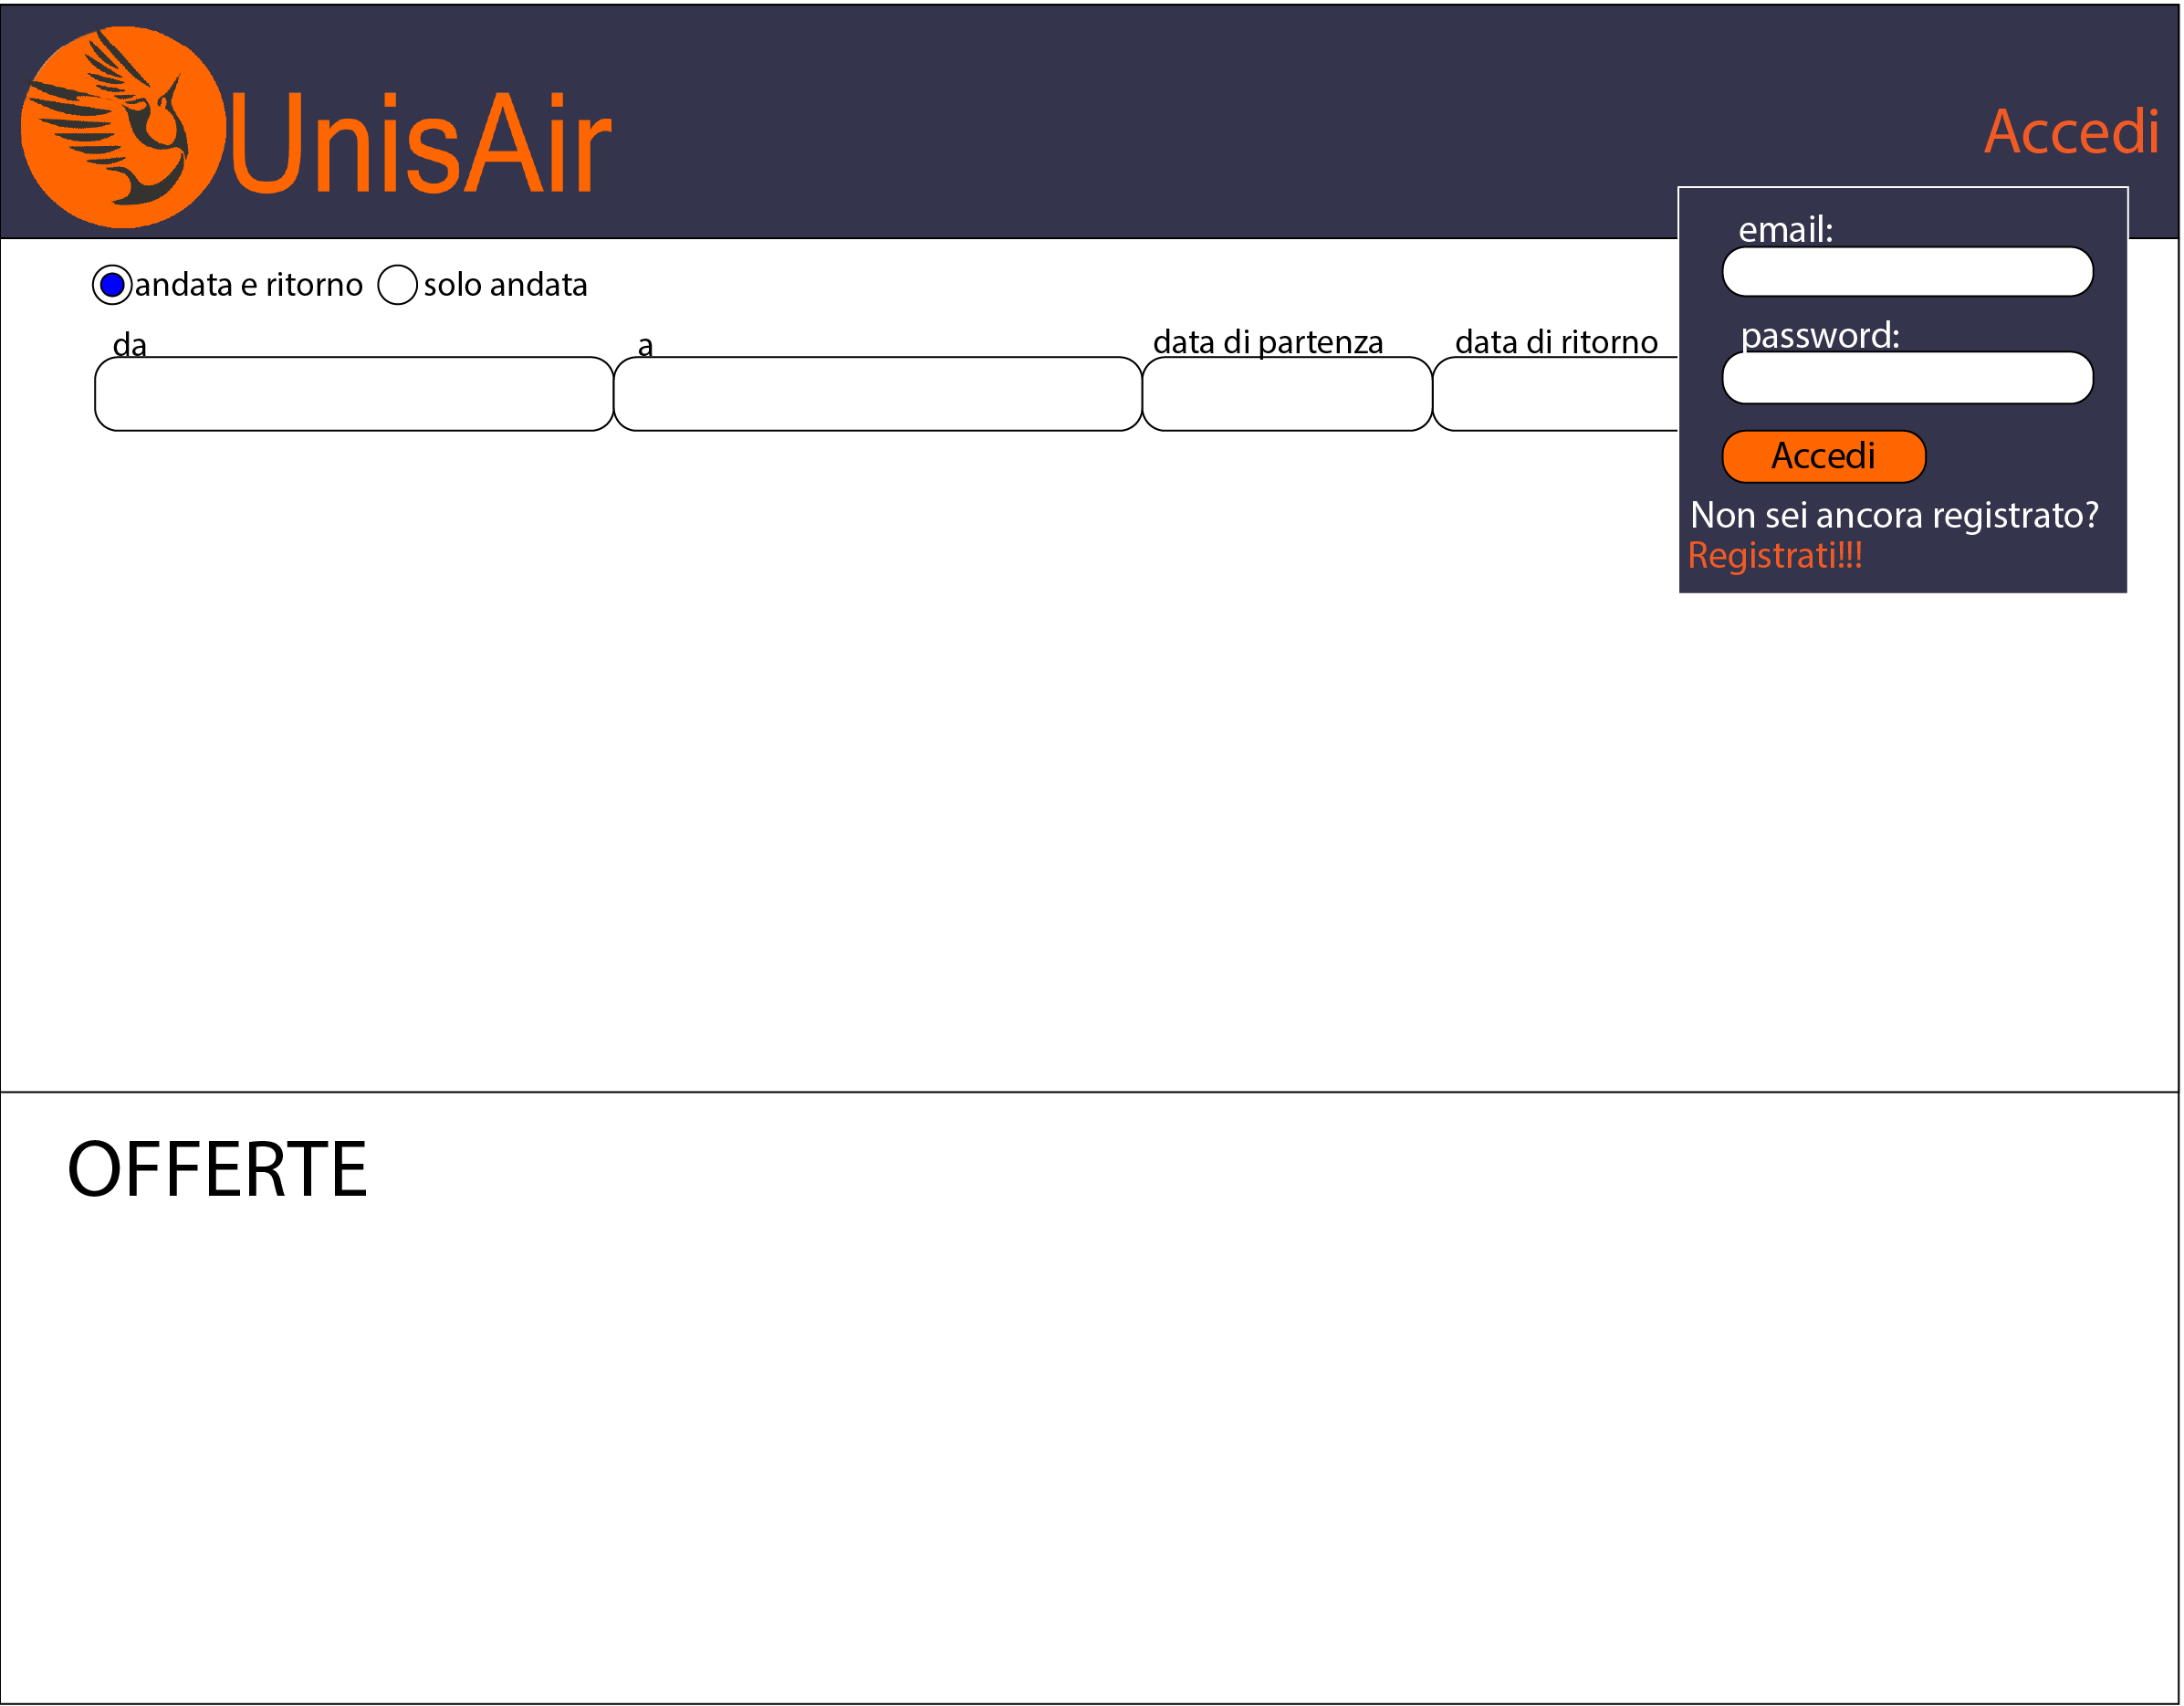 UnisAir
Accedi
email:
andata e ritorno solo andata
password:
da a data di partenza data di ritorno
Accedi
Non sei ancora registrato?
Registrati!!!
OFFERTE